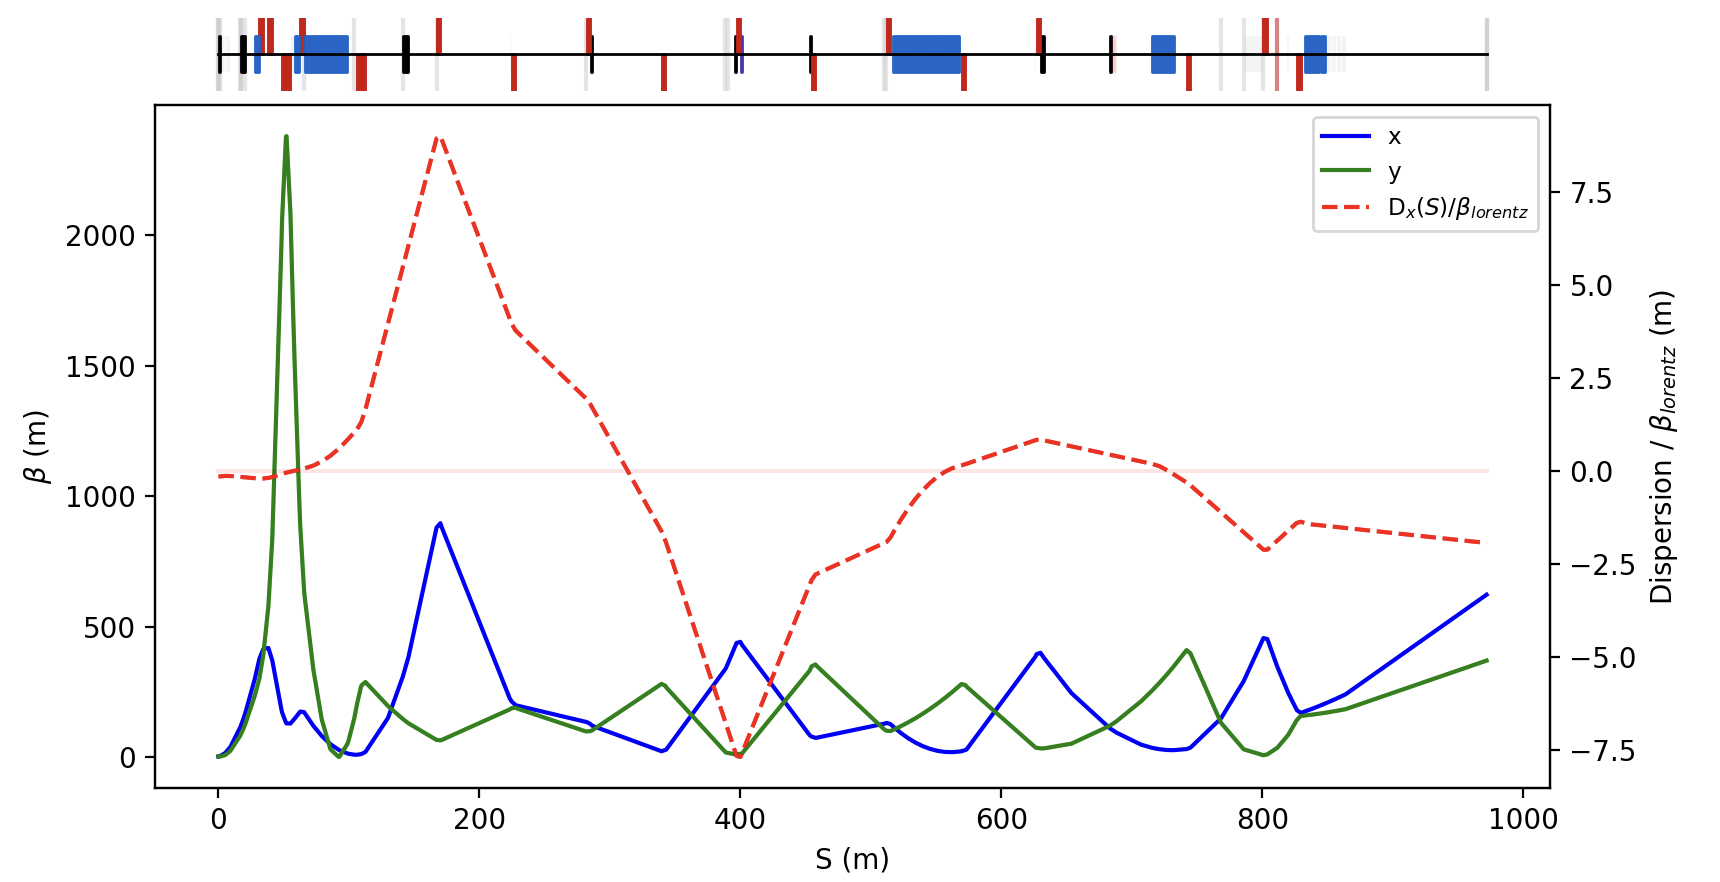 x
y
D_x(S)/β_lorentz
2000
1500
1000
500
0
β (m)
7.5
5.0
2.5
0.0
−2.5
−5.0
−7.5
Dispersion / β_lorentz (m)
0 200 400 600 800 1000
S (m)